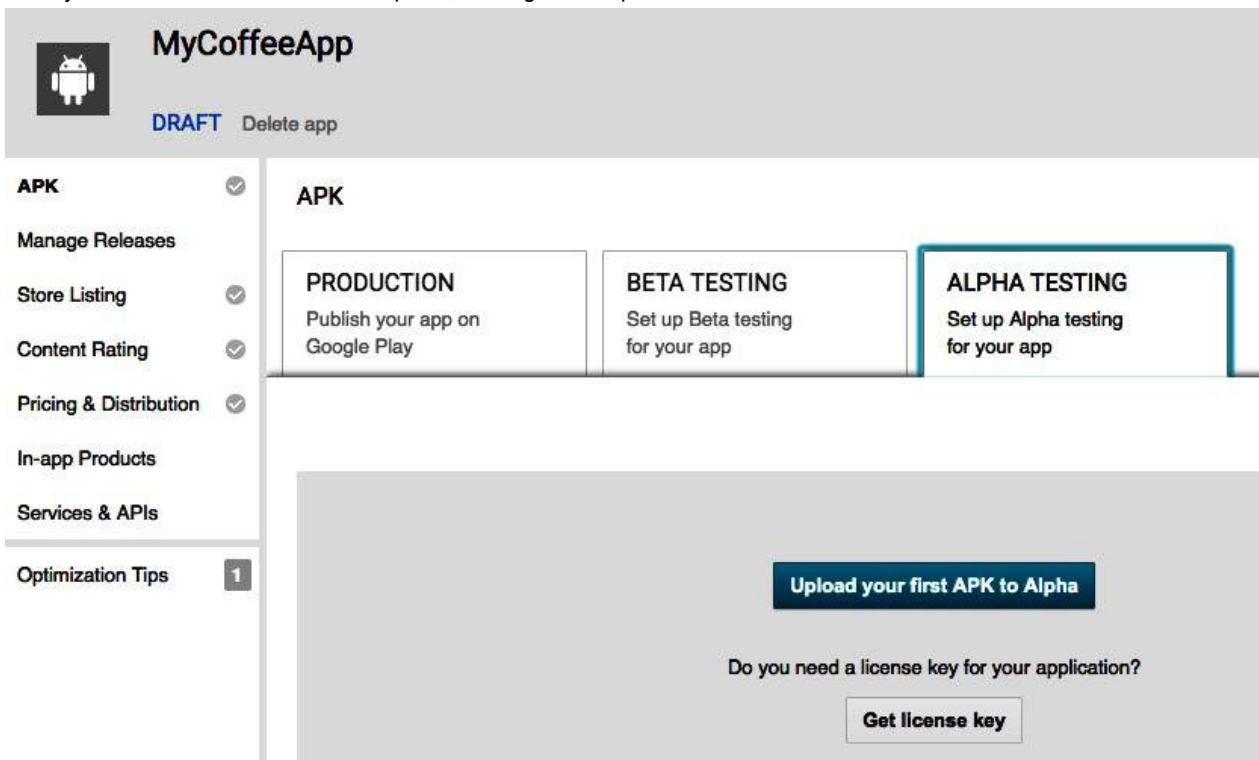 MyCoffeeApp
DRAFT Delete app
APK
Manage Releases
Store Listing
Content Rating
Pricing & Distribution
In-app Products
Services & APIs
Optimization Tips 1
APK
PRODUCTION
Publish your app on
Google Play
BETA TESTING
Set up Beta testing
for your app
ALPHA TESTING
Set up Alpha testing
for your app
Upload your first APK to Alpha
Do you need a license key for your application?
Get license key